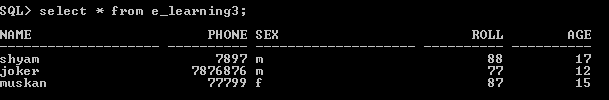 SQL> select * from e_learning3;
NAME PHONE SEX ROLL AGE
-------------------- ---------- -------------------- ---------- ----------
shyam 7897 m 88 17
joker 7876876 m 77 12
muskan 77799 f 87 15